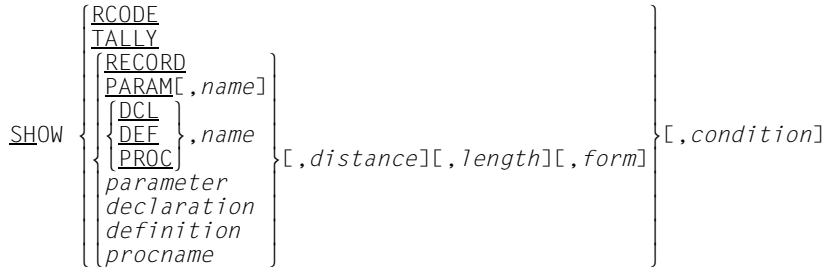 RCODE
TALLY
RECORD
PARAM[,name]
DCL
SHOW DEF ,name [,condition]
PROC [,distance][,length][,form]
parameter
declaration
definition
procname